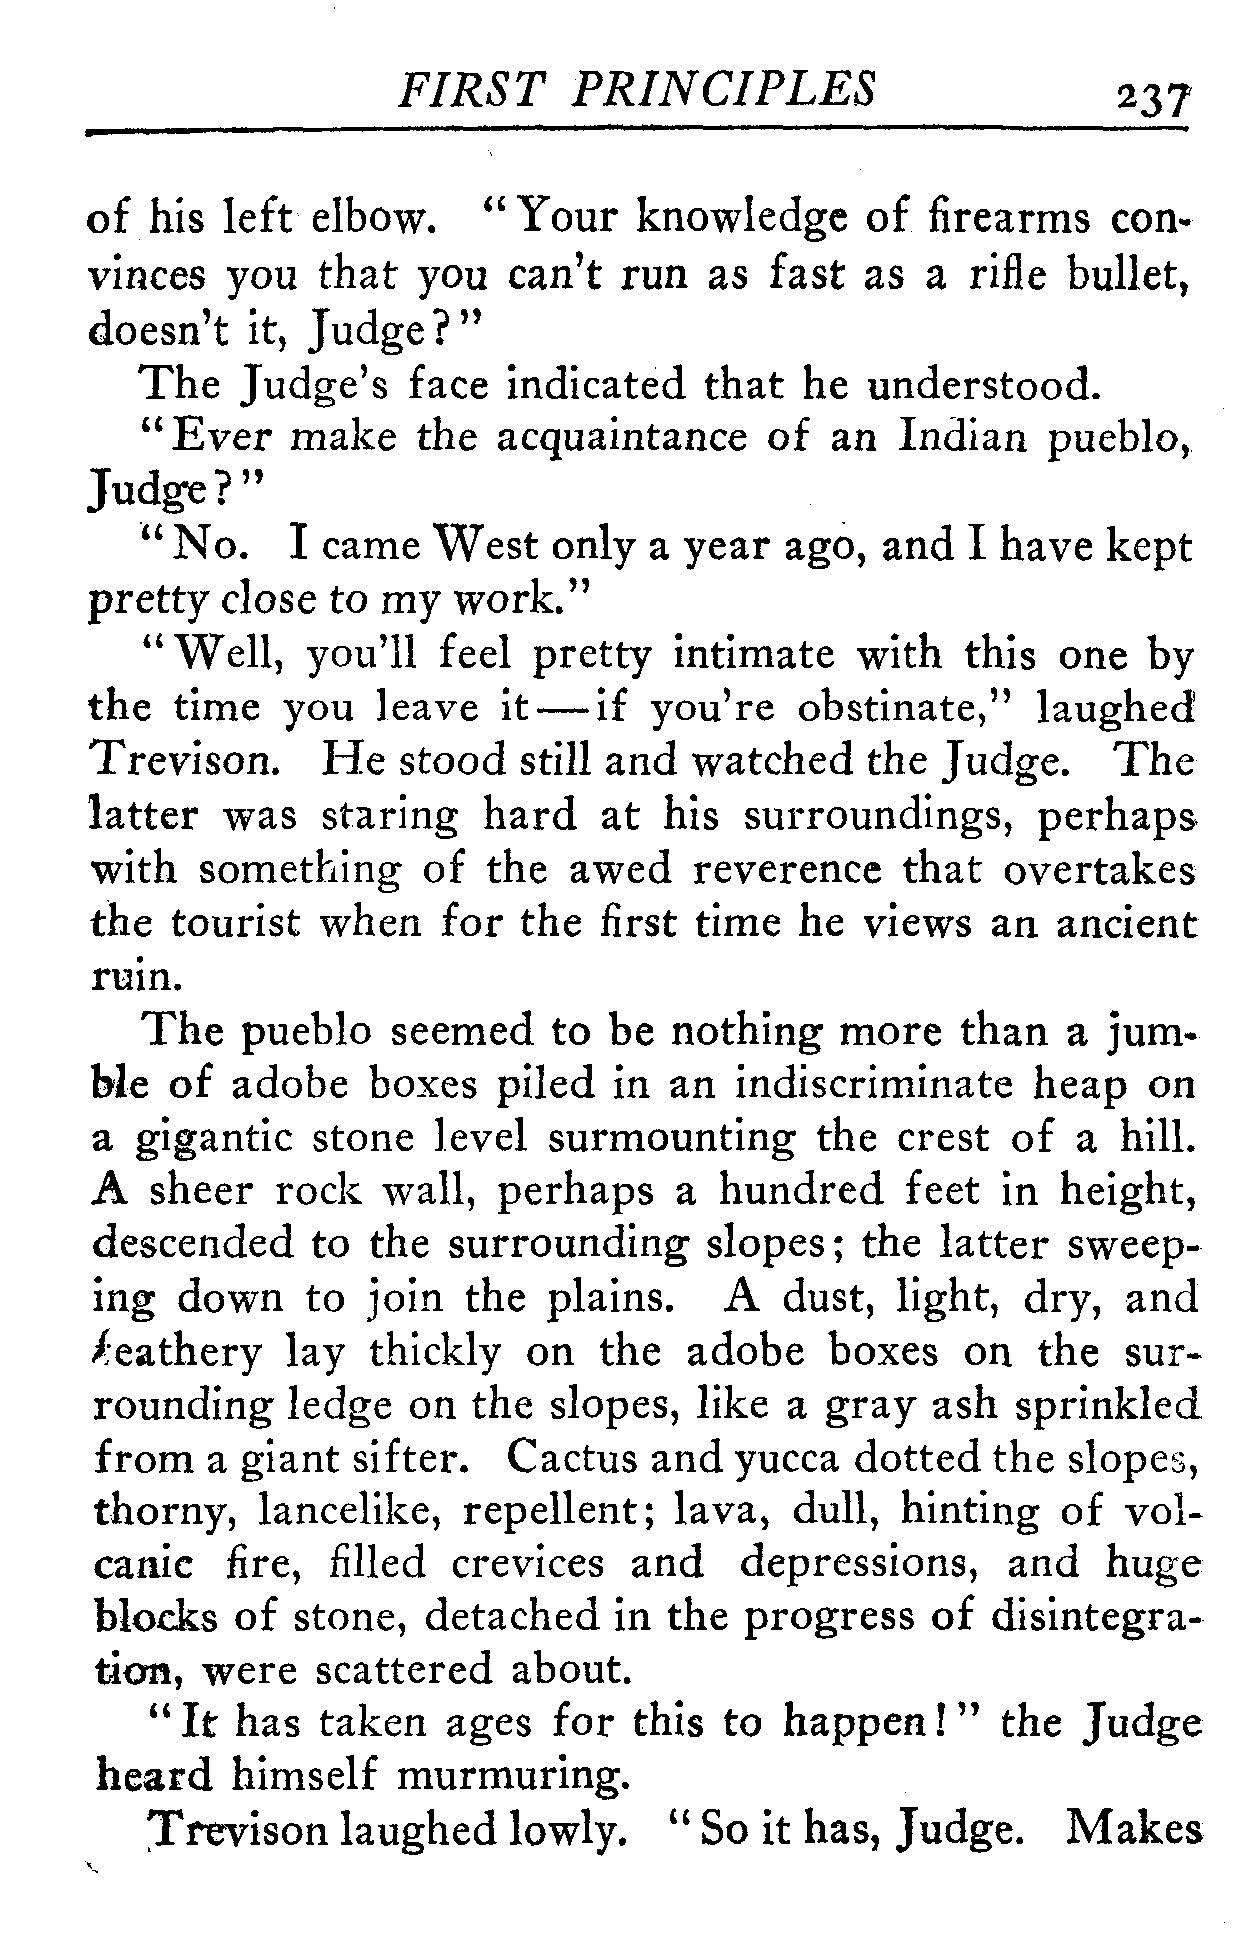 FIRST PRINCIPLES 237
of his left elbow. "Your knowledge of firearms con-
vinces you that you can't run as fast as a rifle bullet,
doesn't it, Judge?"
The Judge's face indicated that he understood.
"Ever make the acquaintance of an Indian pueblo,
Judge?"
"No. I came West only a year ago, and I have kept
pretty close to my work."
"Well, you'll feel pretty intimate with this one by
the time you leave it—if you're obstinate," laughed
Trevison. He stood still and watched the Judge. The
latter was staring hard at his surroundings, perhaps
with something of the awed reverence that overtakes
the tourist when for the first time he views an ancient
ruin.
The pueblo seemed to be nothing more than a jum-
ble of adobe boxes piled in an indiscriminate heap on
a gigantic stone level surmounting the crest of a hill.
A sheer rock wall, perhaps a hundred feet in height,
descended to the surrounding slopes; the latter sweep-
ing down to join the plains. A dust, light, dry, and
feathery lay thickly on the adobe boxes on the sur-
rounding ledge on the slopes, like a gray ash sprinkled
from a giant sifter. Cactus and yucca dotted the slopes,
thorny, lancelike, repellent; lava, dull, hinting of vol-
canic fire, filled crevices and depressions, and huge
blocks of stone, detached in the progress of disintegra-
tion, were scattered about.
"It has taken ages for this to happen!" the Judge
heard himself murmuring.
Trevison laughed lowly. "So it has, Judge. Makes